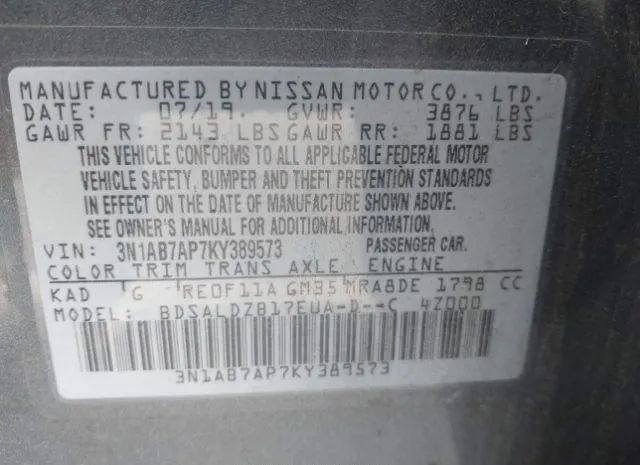 MANUFACTURED BY NISSAN MOTOR CO., LTD.
DATE: 07/19. GVWR: 3876 LBS
GAWR FR: 2143 LBS GAWR RR: 1881 LBS
THIS VEHICLE CONFORMS TO ALL APPLICABLE FEDERAL MOTOR
VEHICLE SAFETY, BUMPER AND THEFT PREVENTION STANDARDS
IN EFFECT ON THE DATE OF MANUFACTURE SHOWN ABOVE.
SEE OWNER'S MANUAL FOR ADDITIONAL INFORMATION.
VIN: 3N1AB7AP7KY389573 PASSENGER CAR.
COLOR TRIM TRANS AXLE ENGINE
KAD G RE0F11A GM35 MRA8DE 1798 CC
MODEL: BDSALDZB17EUA-D--C 4Z000
3N1AB7AP7KY389573